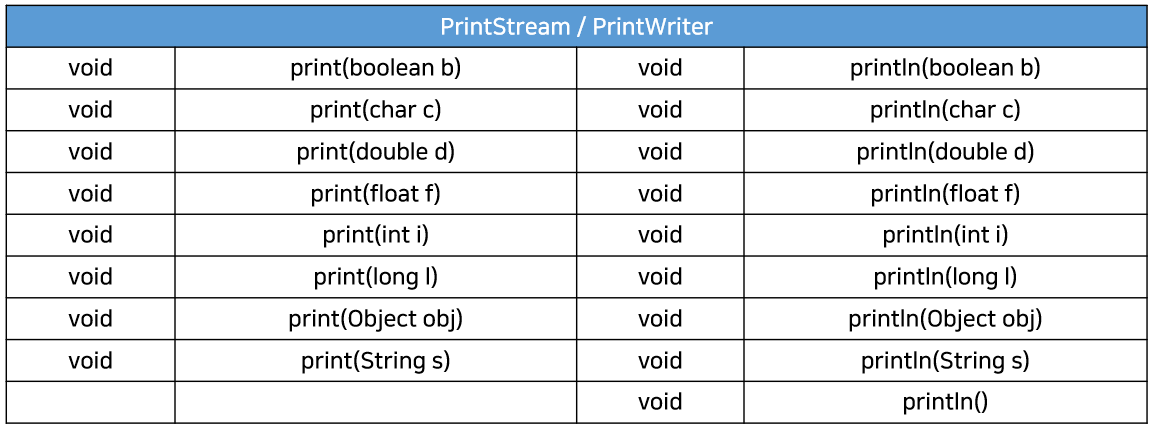 PrintStream / PrintWriter
void print(boolean b) void println(boolean b)
void print(char c) void println(char c)
void print(double d) void println(double d)
void print(float f) void println(float f)
void print(int i) void println(int i)
void print(long l) void println(long l)
void print(Object obj) void println(Object obj)
void print(String s) void println(String s)
void println()